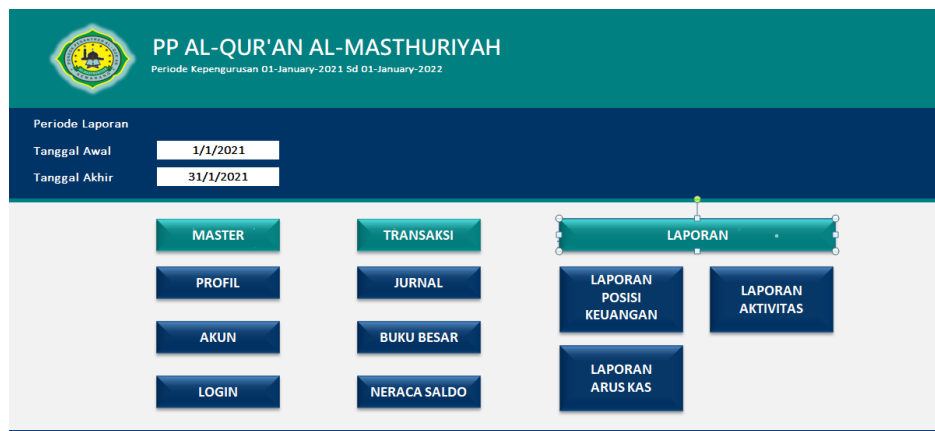 PP AL-QUR'AN AL-MASTHURIYAH
Periode Kepengurusan 01-January-2021 Sd 01-January-2022
Periode Laporan
Tanggal Awal 1/1/2021
Tanggal Akhir 31/1/2021
MASTER TRANSAKSI LAPORAN
PROFIL
JURNAL
LAPORAN
POSISI
KEUANGAN
LAPORAN
AKTIVITAS
AKUN
BUKU BESAR
LOGIN
NERACA SALDO
LAPORAN
ARUS KAS